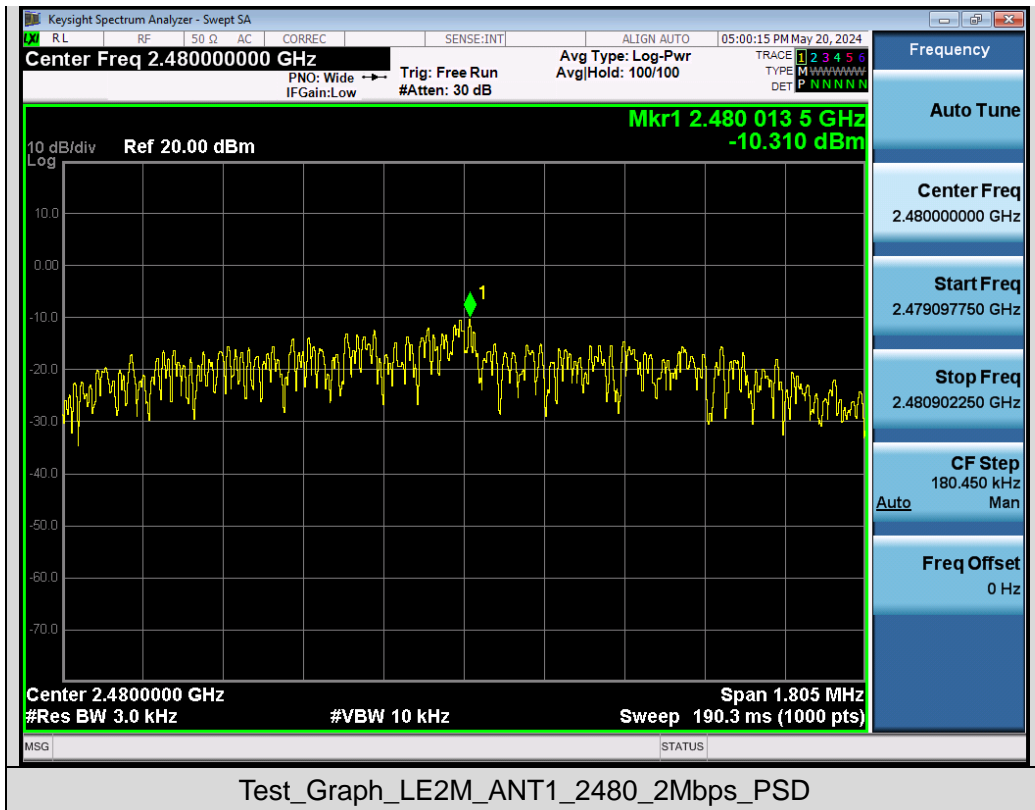 Keysight Spectrum Analyzer - Swept SA
LXI RL RF 50 Ω AC CORREC SENSE:INT ALIGN AUTO 05:00:15 PM May 20, 2024
Center Freq 2.480000000 GHz
PNO: Wide
IFGain:Low
Trig: Free Run
#Atten: 30 dB
Avg Type: Log-Pwr
Avg|Hold: 100/100
TRACE 1 2 3 4 5 6
TYPE M WWWWW
DET P N N N N N
Mkr1 2.480 013 5 GHz
-10.310 dBm
10 dB/div Ref 20.00 dBm
Log
10.0
0.00
-10.0
-20.0
-30.0
-40.0
-50.0
-60.0
-70.0
1
Center 2.4800000 GHz Span 1.805 MHz
#Res BW 3.0 kHz #VBW 10 kHz Sweep 190.3 ms (1000 pts)
MSG STATUS
Frequency
Auto Tune
Center Freq
2.480000000 GHz
Start Freq
2.479097750 GHz
Stop Freq
2.480902250 GHz
CF Step
180.450 kHz
Auto Man
Freq Offset
0 Hz
Test_Graph_LE2M_ANT1_2480_2Mbps_PSD